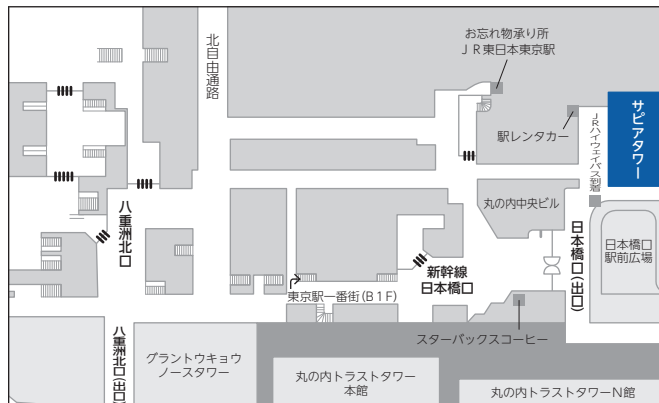 北自由通路
お忘れ物承り所
JR東日本東京駅
サピアタワー
駅レンタカー
JRハイウェイバス到着
丸の内中央ビル
八重洲北口
日本橋口(出口)
日本橋口
駅前広場
新幹線
日本橋口
東京駅一番街(B1F)
スターバックスコーヒー
八重洲北口(出口)
グラントウキョウ
ノースタワー
丸の内トラストタワー
本館
丸の内トラストタワーN館